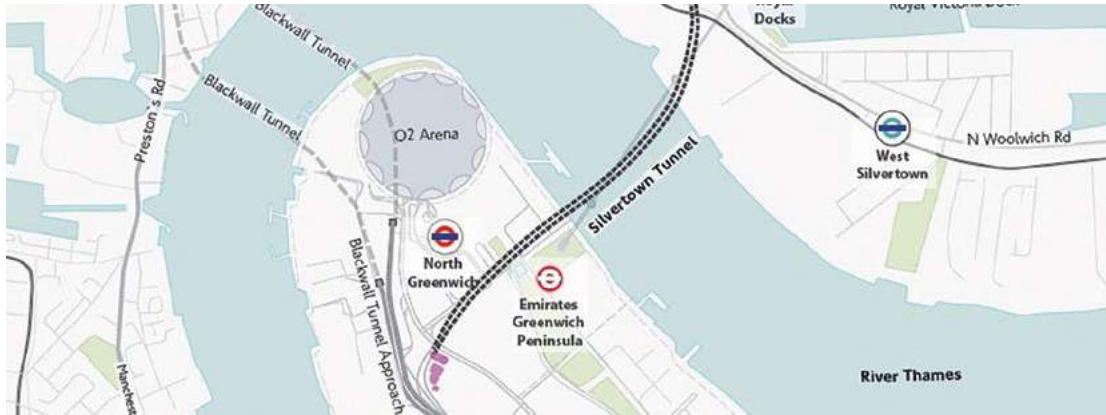 Royal
Docks
Royal Victoria Dock
Blackwall Tunnel
Blackwall Tunnel
Preston's Rd
O2 Arena
N Woolwich Rd
West
Silvertown
Silvertown Tunnel
North
Greenwich
Blackwall Tunnel Approach
Emirates
Greenwich
Peninsula
River Thames
Manchest